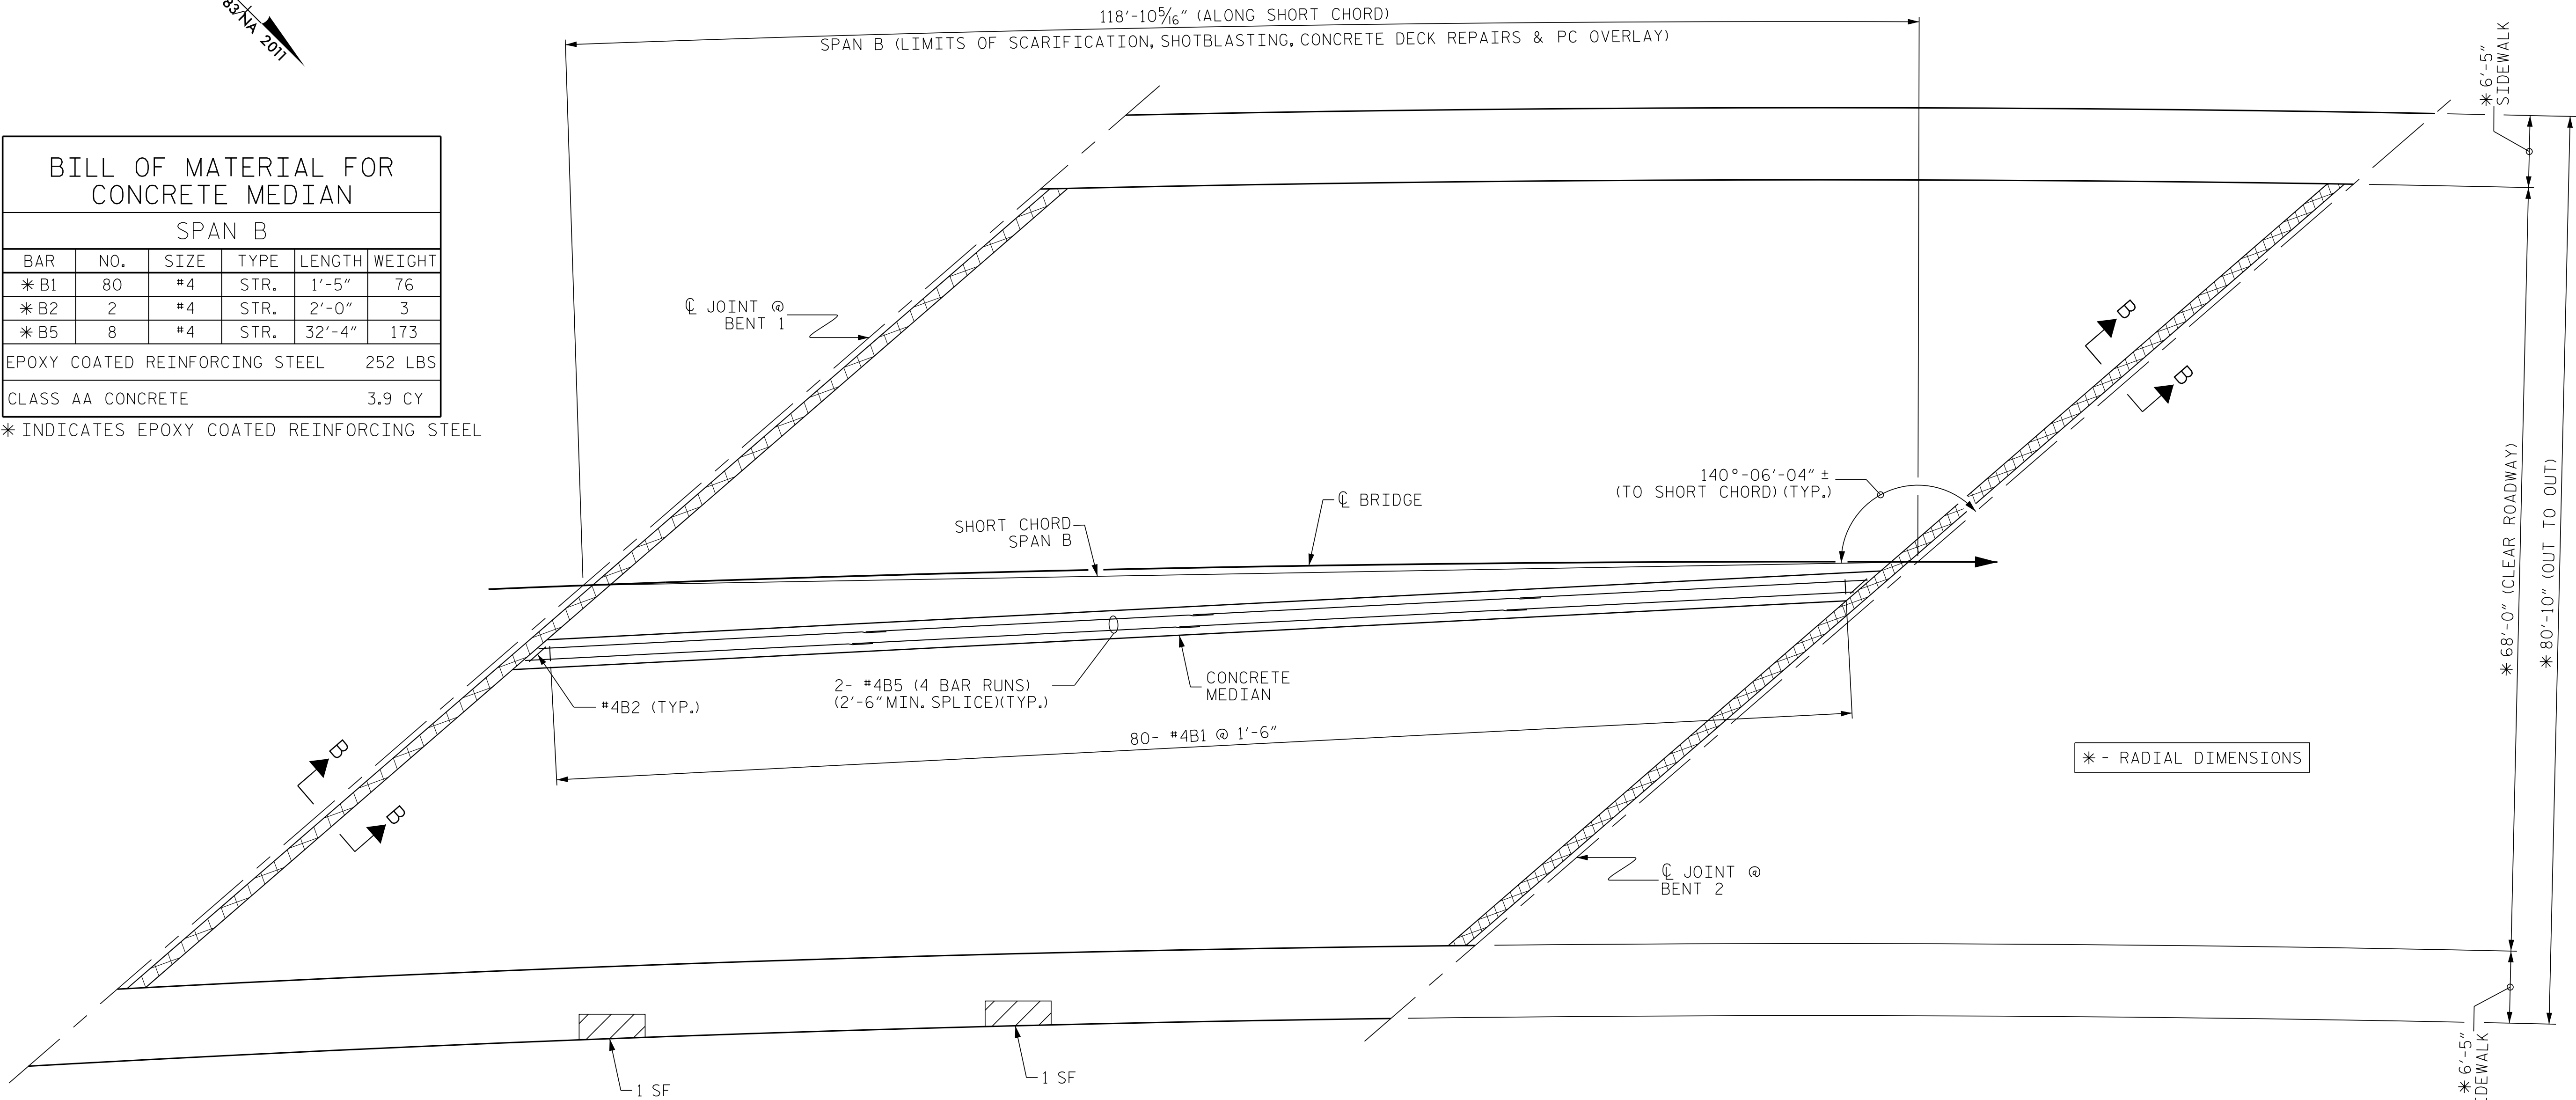 83/NA 2011
118'-10 5/16" (ALONG SHORT CHORD)
SPAN B (LIMITS OF SCARIFICATION, SHOTBLASTING, CONCRETE DECK REPAIRS & PC OVERLAY)
✳ 6'-5"
SIDEWALK
BILL OF MATERIAL FOR
CONCRETE MEDIAN
SPAN B
BAR NO. SIZE TYPE LENGTH WEIGHT
✳ B1 80 #4 STR. 1'-5" 76
✳ B2 2 #4 STR. 2'-0" 3
✳ B5 8 #4 STR. 32'-4" 173
EPOXY COATED REINFORCING STEEL 252 LBS
CLASS AA CONCRETE 3.9 CY
✳ INDICATES EPOXY COATED REINFORCING STEEL
℄ JOINT @
BENT 1
B
B
140°-06'-04" ±
(TO SHORT CHORD) (TYP.)
℄ BRIDGE
SHORT CHORD
SPAN B
✳ 68'-0" (CLEAR ROADWAY)
✳ 80'-10" (OUT TO OUT)
#4B2 (TYP.)
2- #4B5 (4 BAR RUNS)
(2'-6" MIN. SPLICE)(TYP.)
CONCRETE
MEDIAN
80- #4B1 @ 1'-6"
B
B
✳ - RADIAL DIMENSIONS
℄ JOINT @
BENT 2
1 SF
1 SF
✳ 6'-5"